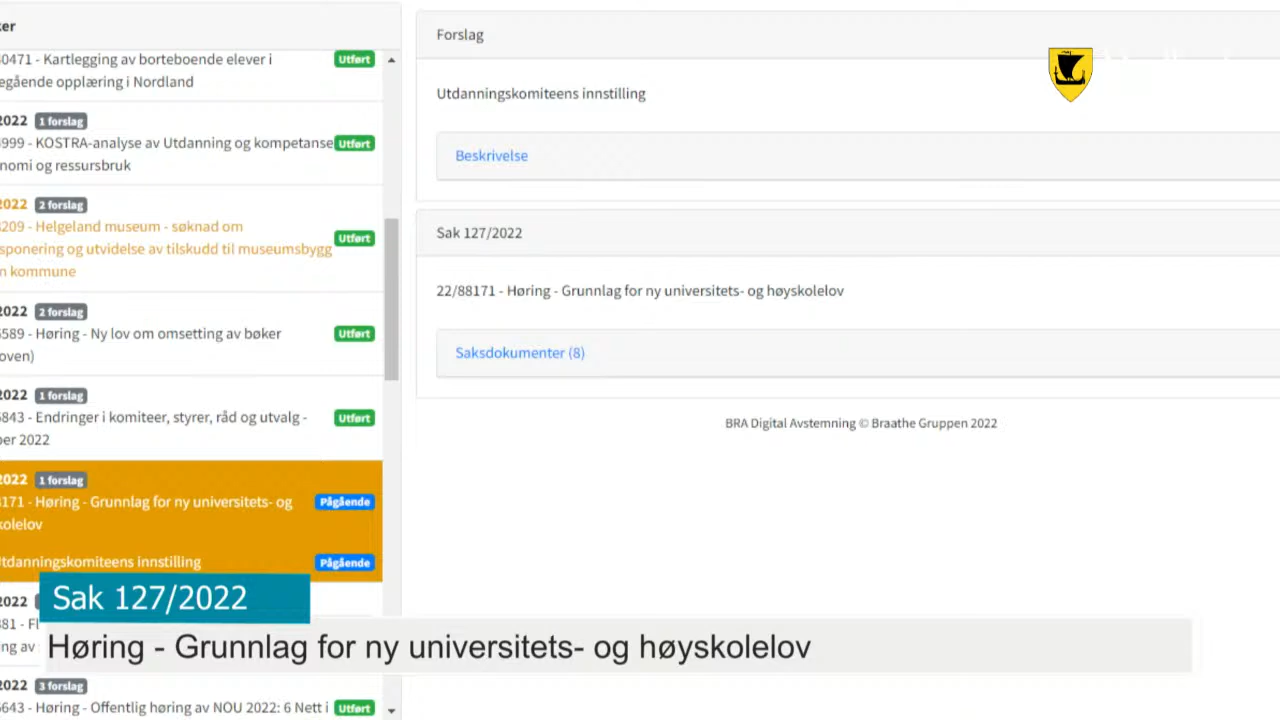 ker
0471 - Kartlegging av borteboende elever i
egående opplæring i Nordland
Utført
2022 1 forslag
999 - KOSTRA-analyse av Utdanning og kompetanse
nomi og ressursbruk
Utført
2022 2 forslag
209 - Helgeland museum - søknad om
sponering og utvidelse av tilskudd til museumsbygg
n kommune
Utført
2022 2 forslag
589 - Høring - Ny lov om omsetting av bøker
oven)
Utført
2022 1 forslag
843 - Endringer i komiteer, styrer, råd og utvalg -
ber 2022
Utført
2022 1 forslag
171 - Høring - Grunnlag for ny universitets- og
kolelov
Pågående
Utdanningskomiteens innstilling
Pågående
2022
81 - Fl
ng av
2022 3 forslag
643 - Høring - Offentlig høring av NOU 2022: 6 Nett i
Utført
Forslag
Utdanningskomiteens innstilling
Beskrivelse
Sak 127/2022
22/88171 - Høring - Grunnlag for ny universitets- og høyskolelov
Saksdokumenter (8)
BRA Digital Avstemning © Braathe Gruppen 2022
Sak 127/2022
Høring - Grunnlag for ny universitets- og høyskolelov